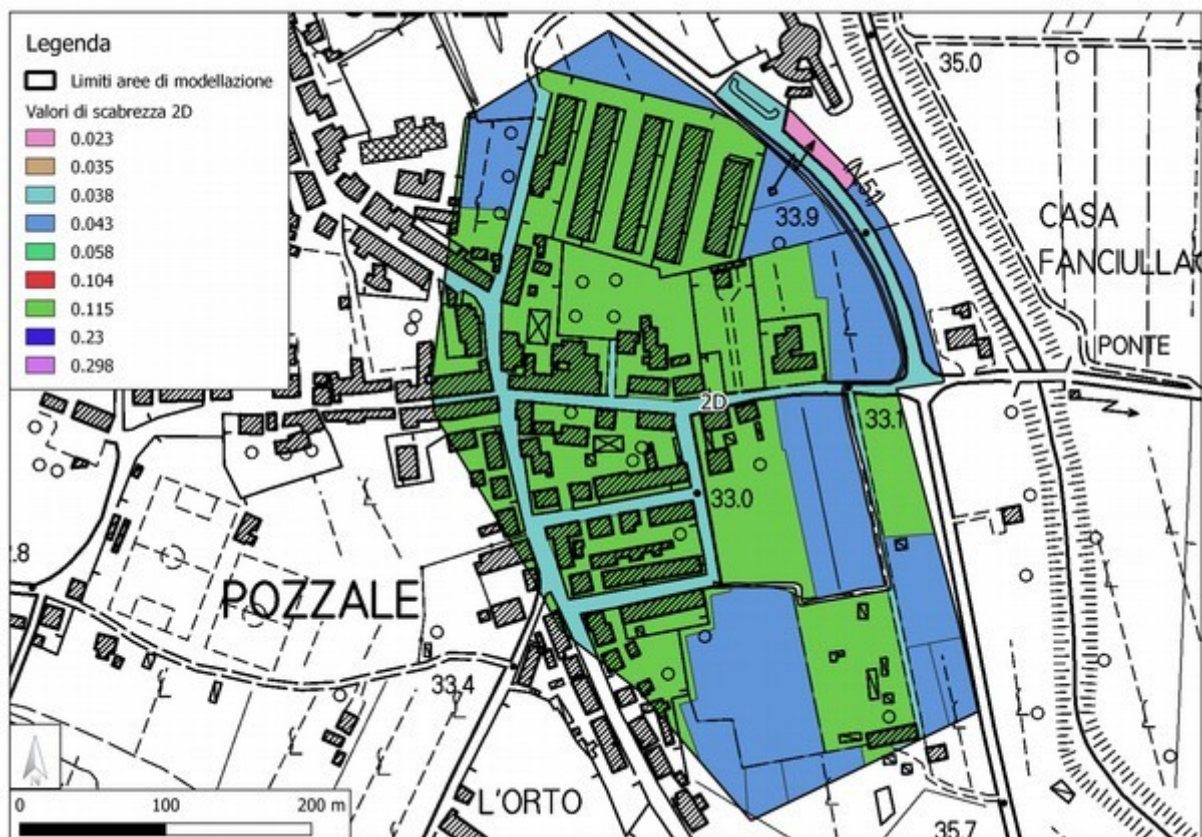 Legenda
Limiti aree di modellazione
Valori di scabrezza 2D
0.023
0.035
0.038
0.043
0.058
0.104
0.115
0.23
0.298
35.0
33.9
CASA
PONTE
2D
33.1
33.0
POZZALE
33.4
L'ORTO
35.7
0 100 200 m